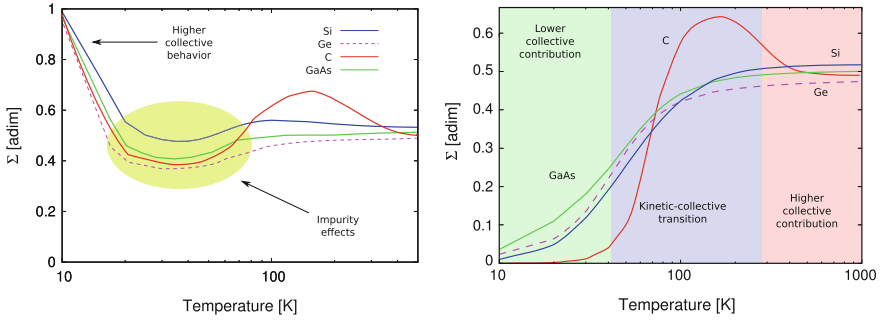 1
0.8
0.6
0.4
0.2
0
Σ [adim]
10
100
Temperature [K]
Higher
collective
behavior
Si
Ge
C
GaAs
Impurity
effects
0.6
0.5
0.4
0.3
0.2
0.1
0
Σ [adim]
10
100
1000
Temperature [K]
Lower
collective
contribution
C
Si
Ge
GaAs
Kinetic-collective
transition
Higher
collective
contribution